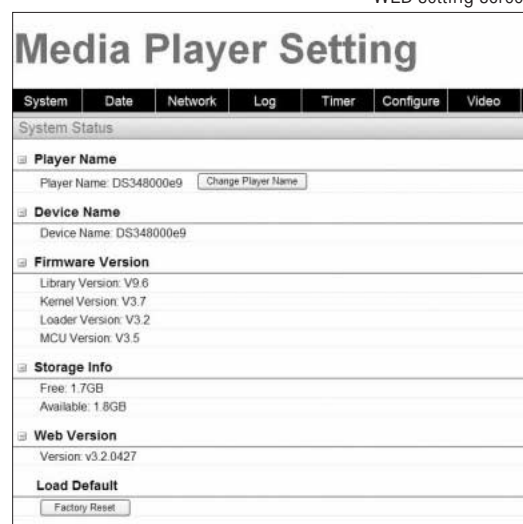 WEB setting scree
Media Player Setting
System Date Network Log Timer Configure Video
System Status
Player Name
Player Name: DS348000e9 Change Player Name
Device Name
Device Name: DS348000e9
Firmware Version
Library Version: V9.6
Kernel Version: V3.7
Loader Version: V3.2
MCU Version: V3.5
Storage Info
Free: 1.7GB
Available: 1.8GB
Web Version
Version: v3.2.0427
Load Default
Factory Reset